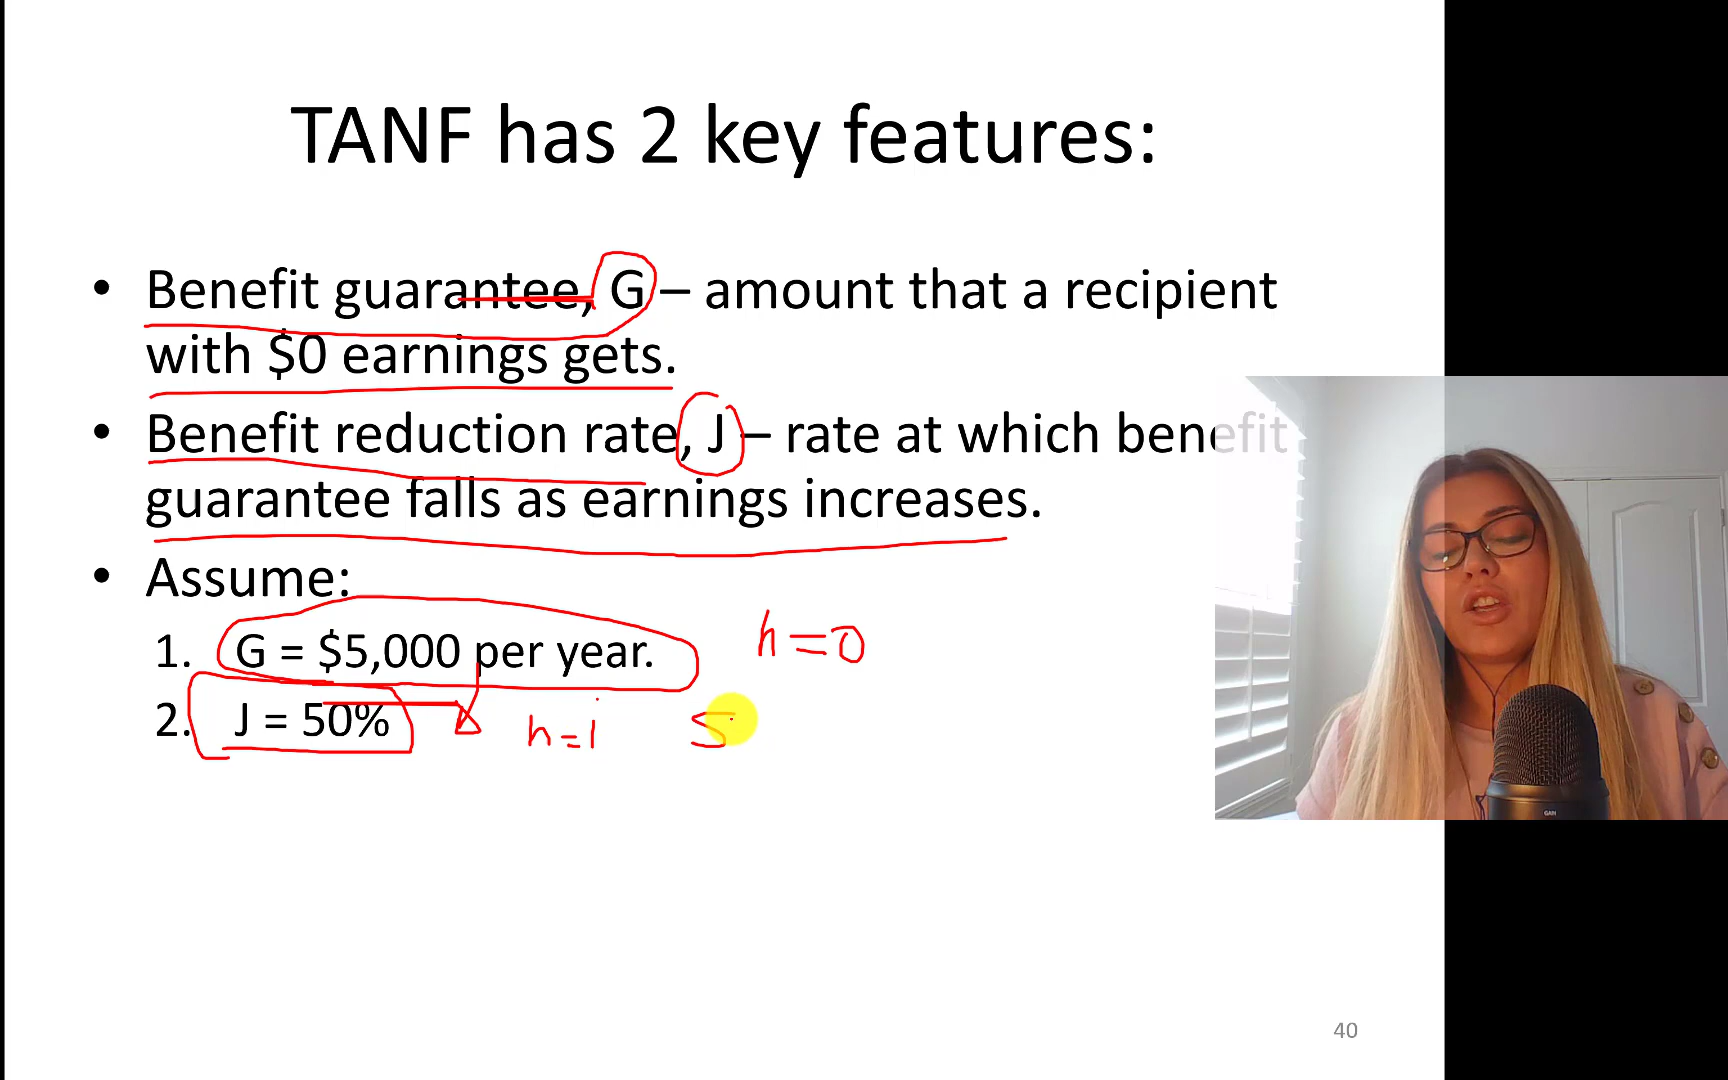 TANF has 2 key features:
• Benefit guarantee, G – amount that a recipient
with $0 earnings gets.
• Benefit reduction rate, J – rate at which benefit
guarantee falls as earnings increases.
• Assume:
1. G = $5,000 per year.
h=0
2. J = 50%
h=1 5
40